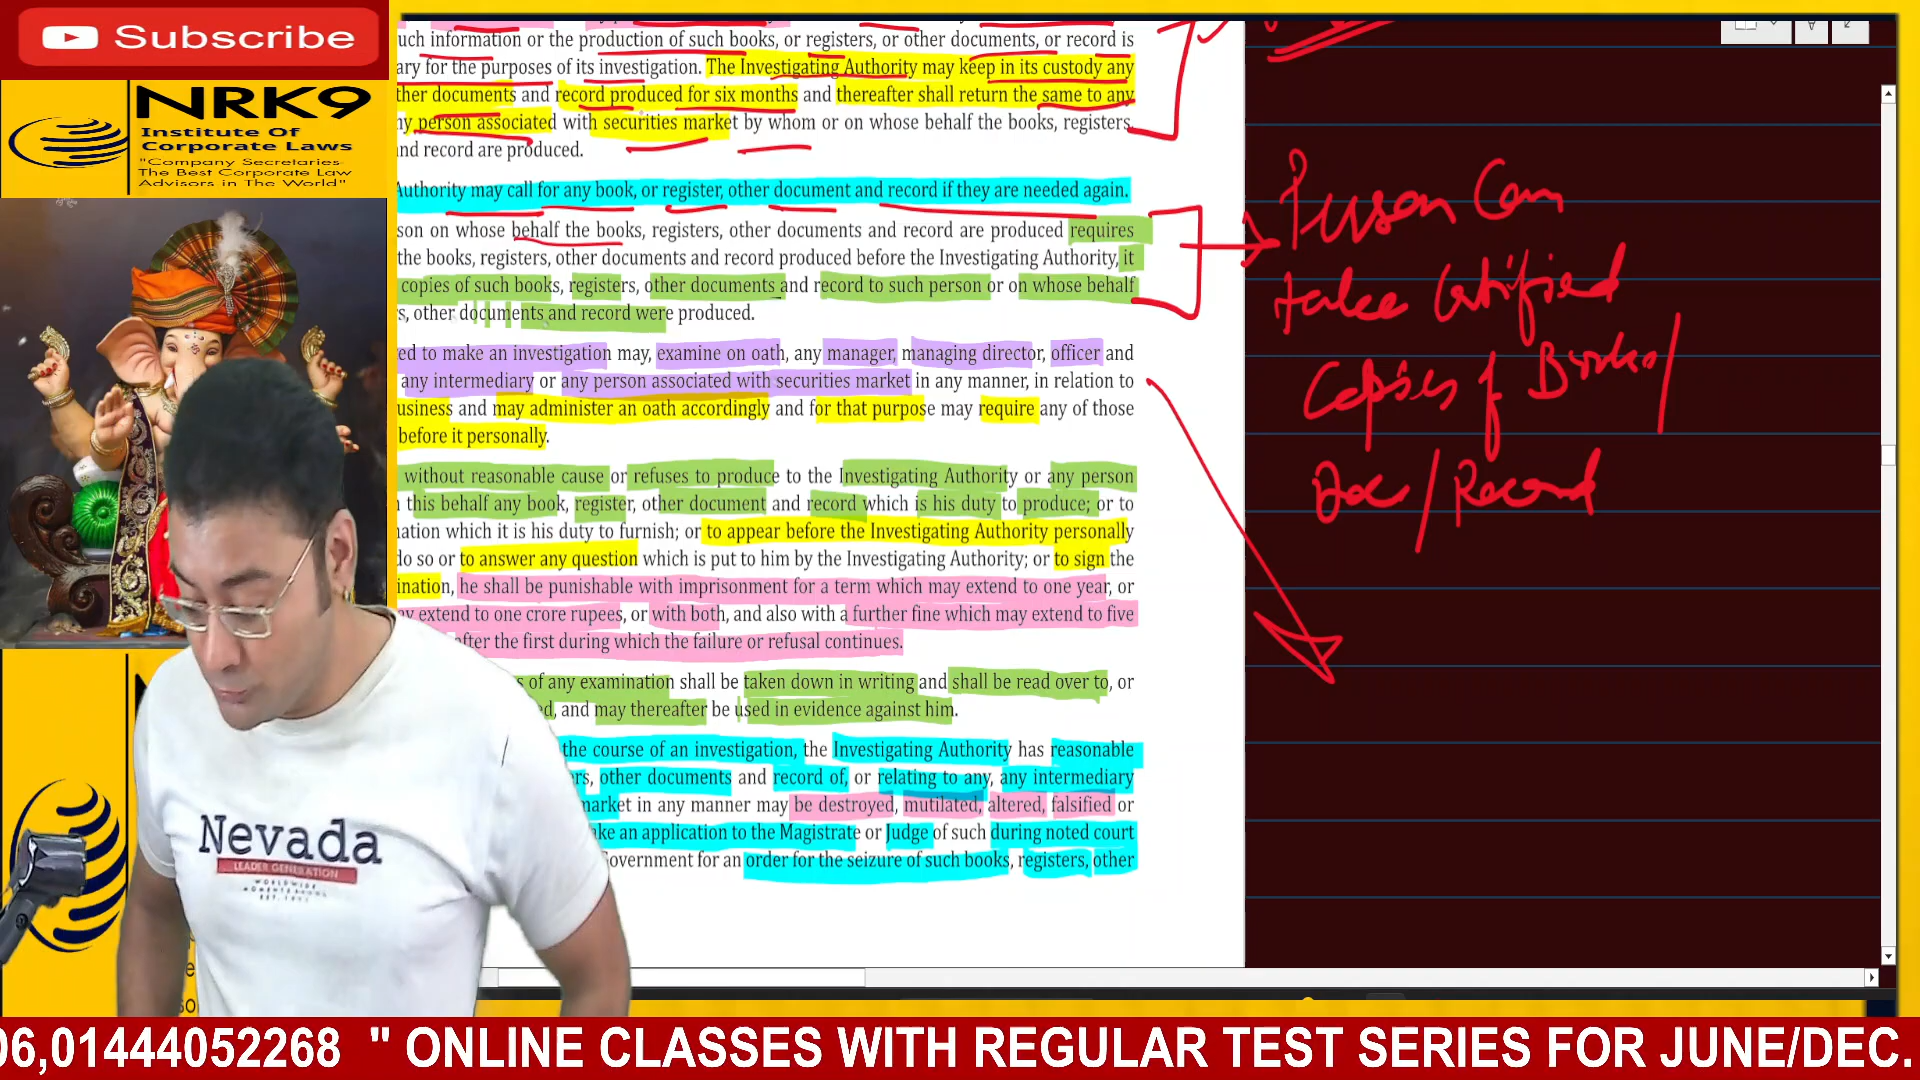 Subscribe
NRK9
Institute Of
Corporate Laws
"Company Secretaries-
The Best Corporate Law
Advisors in The World"
uch information or the production of such books, or registers, or other documents, or record is
ary for the purposes of its investigation. The Investigating Authority may keep in its custody any
ther documents and record produced for six months and thereafter shall return the same to any
ny person associated with securities market by whom or on whose behalf the books, registers,
nd record are produced.
Authority may call for any book, or register, other document and record if they are needed again.
son on whose behalf the books, registers, other documents and record are produced requires
the books, registers, other documents and record produced before the Investigating Authority, it
copies of such books, registers, other documents and record to such person or on whose behalf
s, other documents and record were produced.
ed to make an investigation may, examine on oath, any manager, managing director, officer and
any intermediary or any person associated with securities market in any manner, in relation to
usiness and may administer an oath accordingly and for that purpose may require any of those
before it personally.
without reasonable cause or refuses to produce to the Investigating Authority or any person
this behalf any book, register, other document and record which is his duty to produce; or to
nation which it is his duty to furnish; or to appear before the Investigating Authority personally
do so or to answer any question which is put to him by the Investigating Authority; or to sign the
ination, he shall be punishable with imprisonment for a term which may extend to one year, or
ay extend to one crore rupees, or with both, and also with a further fine which may extend to five
after the first during which the failure or refusal continues.
s of any examination shall be taken down in writing and shall be read over to, or
ed, and may thereafter be used in evidence against him.
the course of an investigation, the Investigating Authority has reasonable
rs, other documents and record of, or relating to any, any intermediary
market in any manner may be destroyed, mutilated, altered, falsified or
ake an application to the Magistrate or Judge of such during noted court
Government for an order for the seizure of such books, registers, other
Person Can
take Certified
Copies of Books/
Doc/Record
Nevada
LEADER GENERATION
WORLDWIDE
06,01444052268 " ONLINE CLASSES WITH REGULAR TEST SERIES FOR JUNE/DEC.